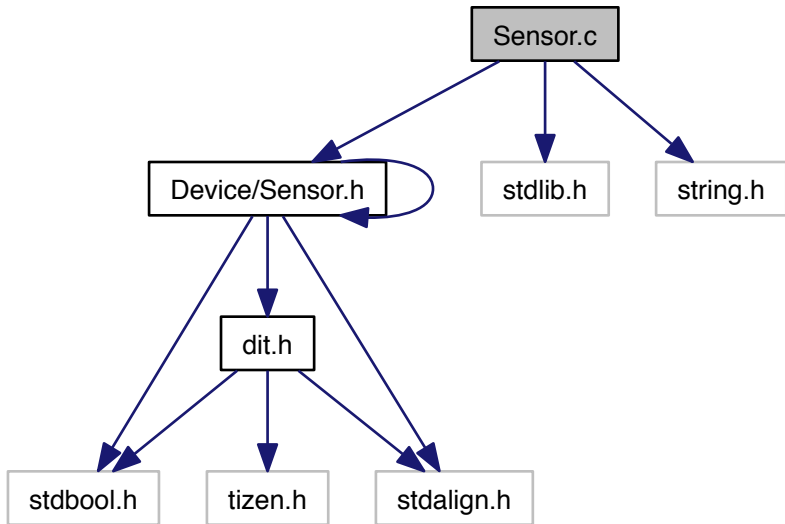 Sensor.c
Device/Sensor.h
stdlib.h
string.h
dit.h
stdbool.h
tizen.h
stdalign.h